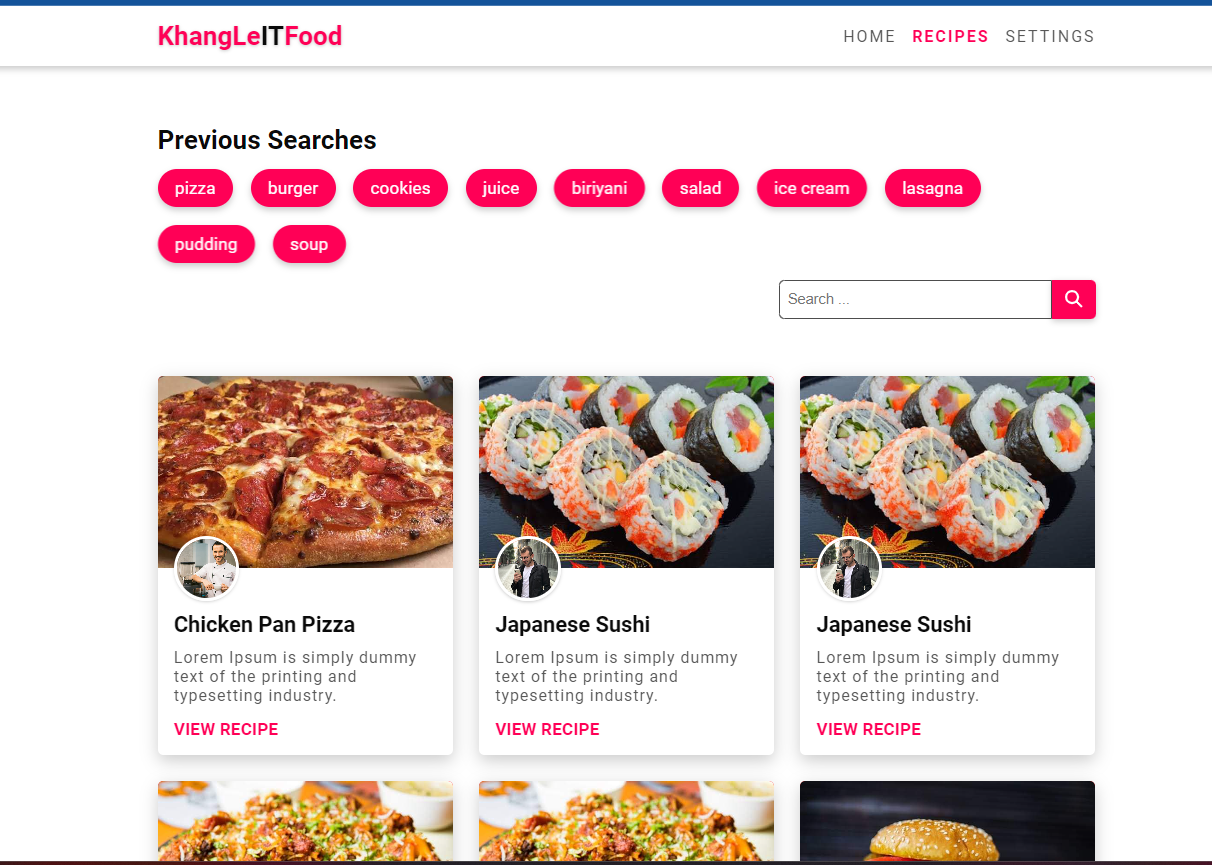 KhangLeITFood
HOME RECIPES SETTINGS
Previous Searches
pizza burger cookies juice biriyani salad ice cream lasagna
pudding soup
Search ...
Chicken Pan Pizza
Lorem Ipsum is simply dummy
text of the printing and
typesetting industry.
VIEW RECIPE
Japanese Sushi
Lorem Ipsum is simply dummy
text of the printing and
typesetting industry.
VIEW RECIPE
Japanese Sushi
Lorem Ipsum is simply dummy
text of the printing and
typesetting industry.
VIEW RECIPE